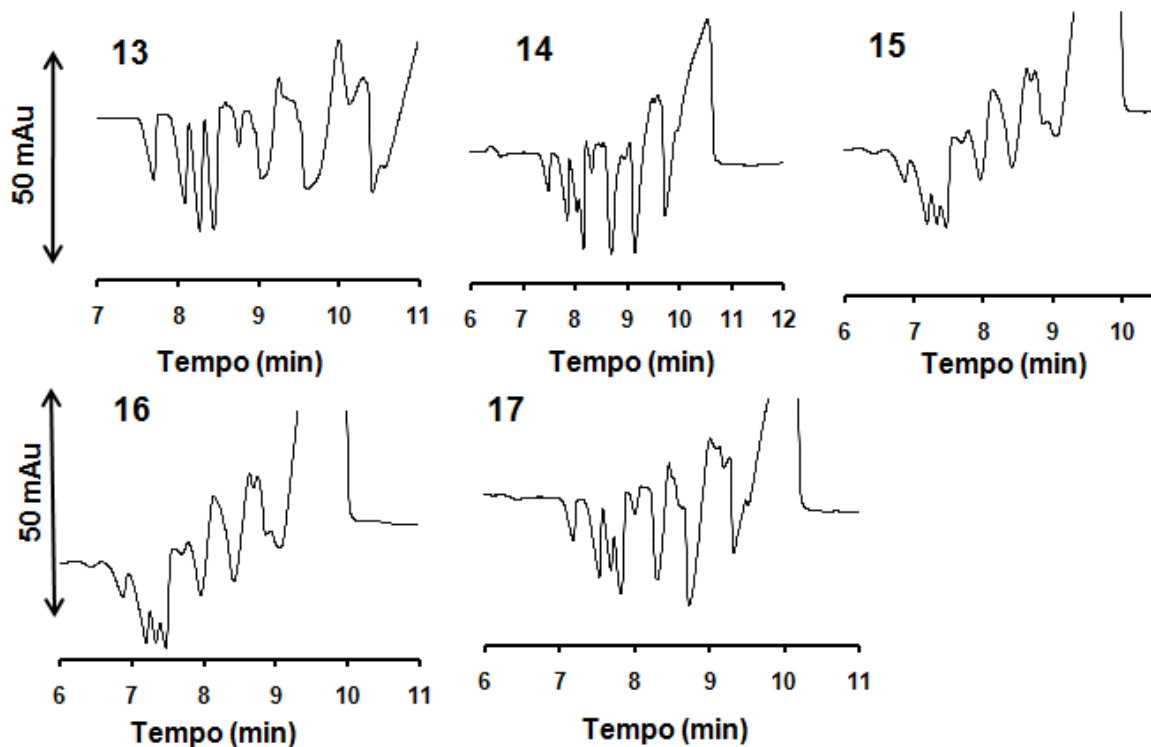 13
14
15
50 mAu
7 8 9 10 11
6 7 8 9 10 11 12
6 7 8 9 10
Tempo (min)
Tempo (min)
Tempo (min)
16
17
50 mAu
6 7 8 9 10 11
6 7 8 9 10 11
Tempo (min)
Tempo (min)